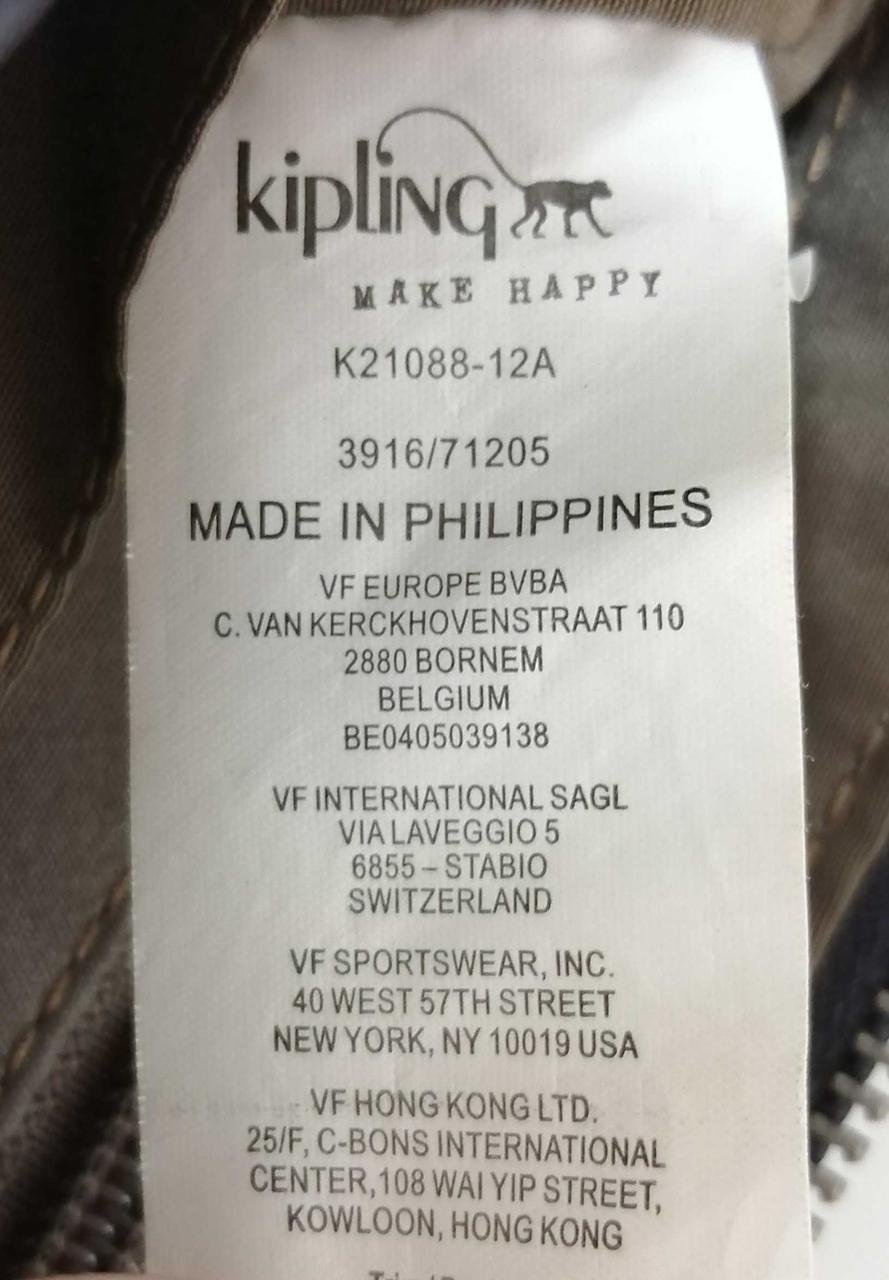 kipling
MAKE HAPPY
K21088-12A
3916/71205
MADE IN PHILIPPINES
VF EUROPE BVBA
C. VAN KERCKHOVENSTRAAT 110
2880 BORNEM
BELGIUM
BE0405039138
VF INTERNATIONAL SAGL
VIA LAVEGGIO 5
6855 – STABIO
SWITZERLAND
VF SPORTSWEAR, INC.
40 WEST 57TH STREET
NEW YORK, NY 10019 USA
VF HONG KONG LTD.
25/F, C-BONS INTERNATIONAL
CENTER,108 WAI YIP STREET,
KOWLOON, HONG KONG